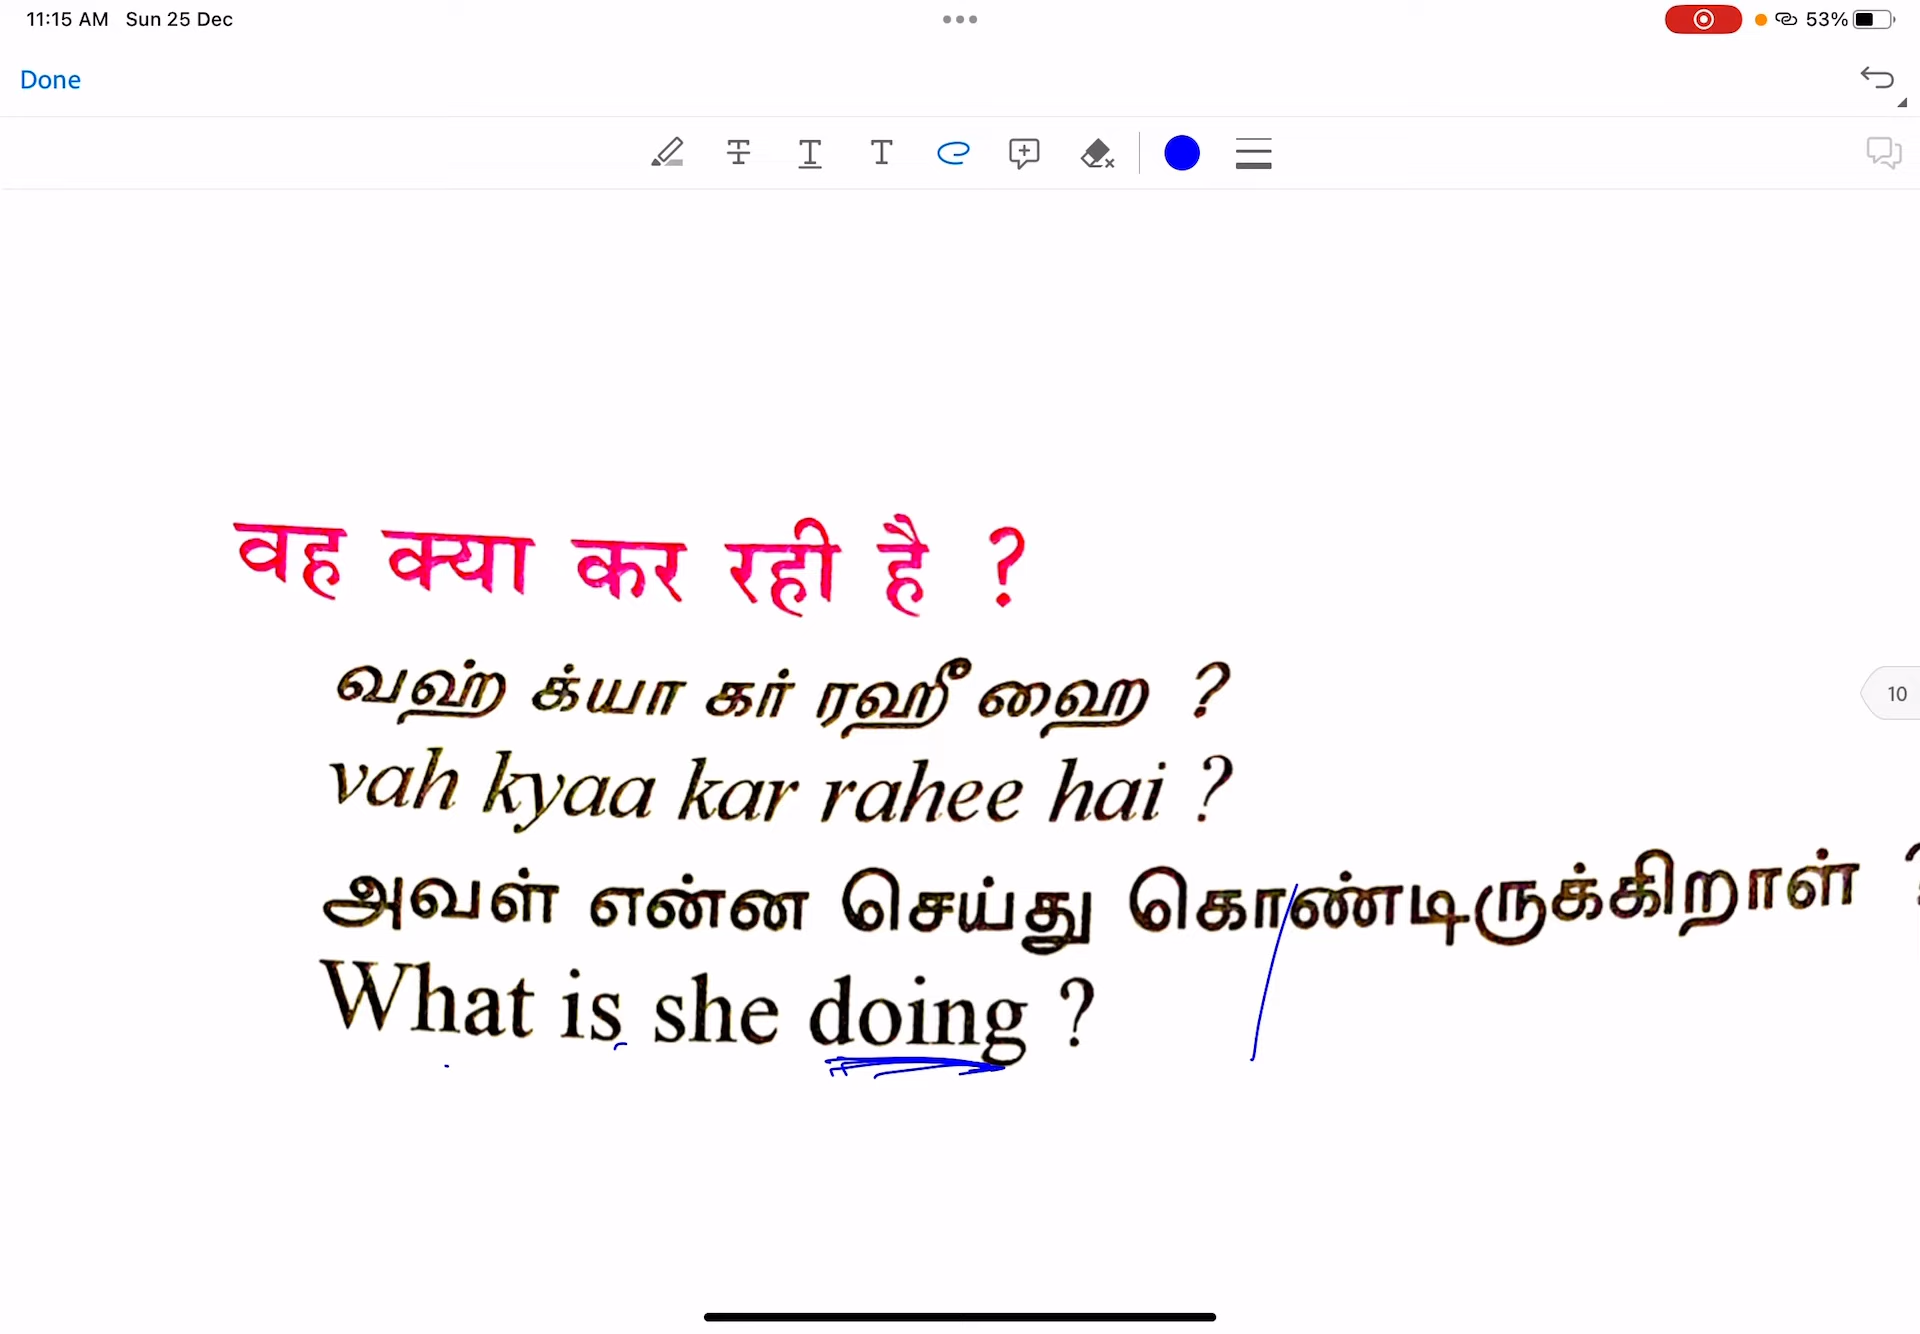 11:15 AM Sun 25 Dec
53%
Done
वह क्या कर रही है ?
வஹ் க்யா கர் ரஹீ ஹை ?
10
vah kyaa kar rahee hai ?
அவள் என்ன செய்து கொண்டிருக்கிறாள் ?
What is she doing ?